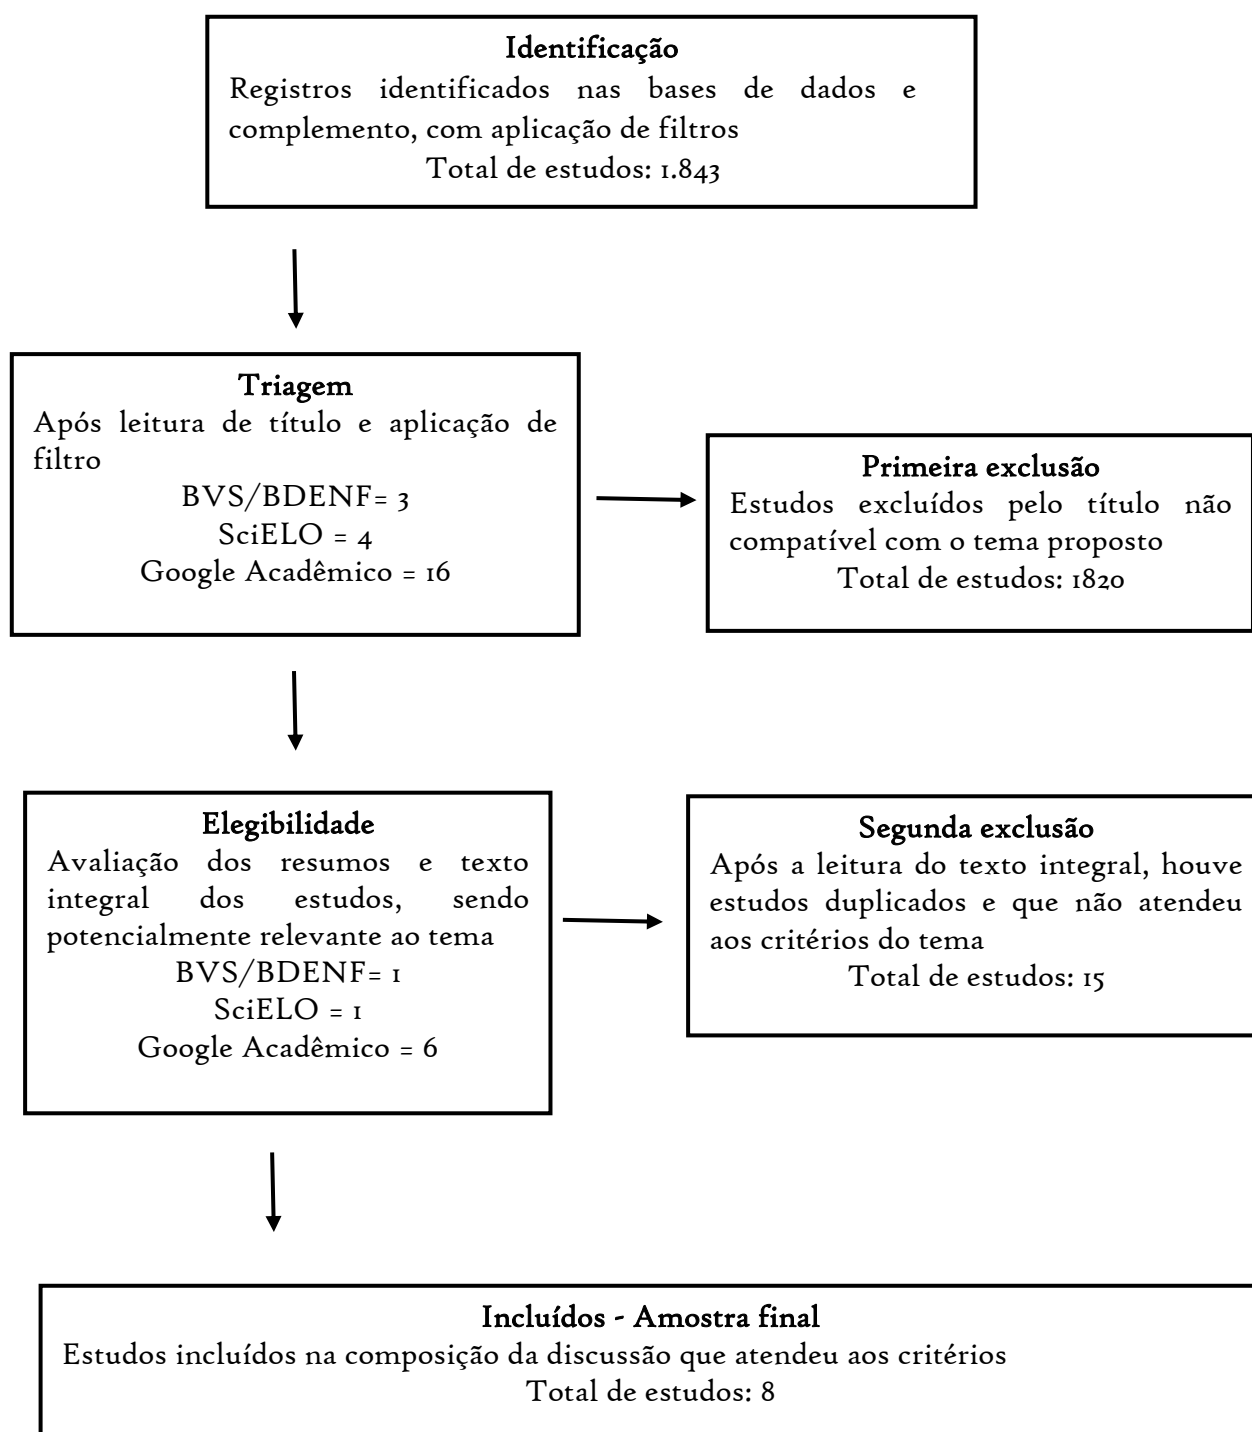 Identificação
Registros identificados nas bases de dados e
complemento, com aplicação de filtros
Total de estudos: 1.843
Triagem
Após leitura de título e aplicação de
filtro
BVS/BDENF= 3
SciELO = 4
Google Acadêmico = 16
Primeira exclusão
Estudos excluídos pelo título não
compatível com o tema proposto
Total de estudos: 1820
Elegibilidade
Avaliação dos resumos e texto
integral dos estudos, sendo
potencialmente relevante ao tema
BVS/BDENF= 1
SciELO = 1
Google Acadêmico = 6
Segunda exclusão
Após a leitura do texto integral, houve
estudos duplicados e que não atendeu
aos critérios do tema
Total de estudos: 15
Incluídos - Amostra final
Estudos incluídos na composição da discussão que atendeu aos critérios
Total de estudos: 8